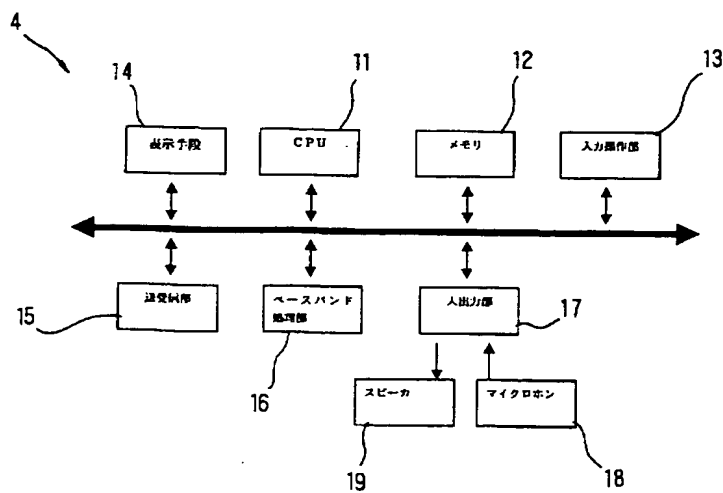 4
14
11
12
13
表示手段
CPU
メモリ
入力操作部
送受信部
ベースバンド
処理部
入出力部
15
16
17
スピーカ
マイクロホン
19
18